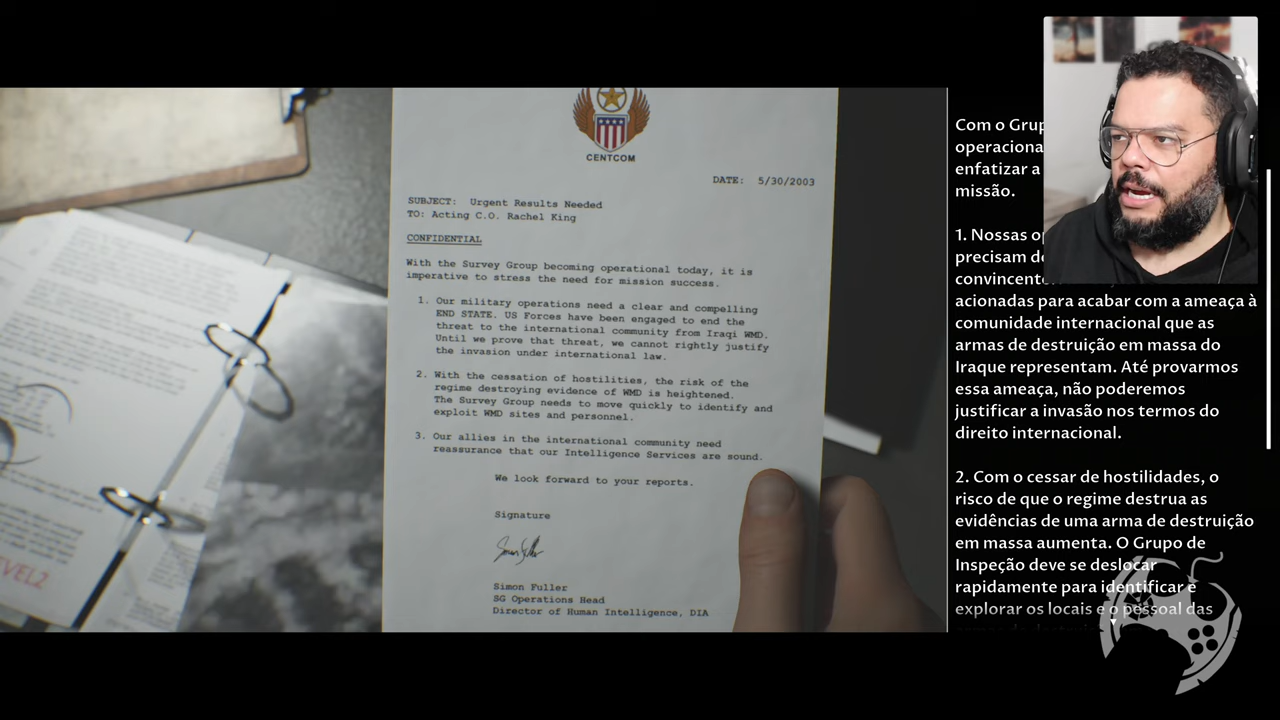 CENTCOM
DATE: 5/30/2003
SUBJECT: Urgent Results Needed
TO: Acting C.O. Rachel King
CONFIDENTIAL
With the Survey Group becoming operational today, it is
imperative to stress the need for mission success.
1. Our military operations need a clear and compelling
END STATE. US Forces have been engaged to end the
threat to the international community from Iraqi WMD.
Until we prove that threat, we cannot rightly justify
the invasion under international law.
2. With the cessation of hostilities, the risk of the
regime destroying evidence of WMD is heightened.
The Survey Group needs to move quickly to identify and
exploit WMD sites and personnel.
3. Our allies in the international community need
reassurance that our Intelligence Services are sound.
We look forward to your reports.
Signature
Simon Fuller
SG Operations Head
Director of Human Intelligence, DIA
Com o Grup
operaciona
enfatizar a
missão.
1. Nossas o
precisam de
convincente.
acionadas para acabar com a ameaça à
comunidade internacional que as
armas de destruição em massa do
Iraque representam. Até provarmos
essa ameaça, não poderemos
justificar a invasão nos termos do
direito internacional.
2. Com o cessar de hostilidades, o
risco de que o regime destrua as
evidências de uma arma de destruição
em massa aumenta. O Grupo de
Inspeção deve se deslocar
rapidamente para identificar e
explorar os locais e o pessoal das